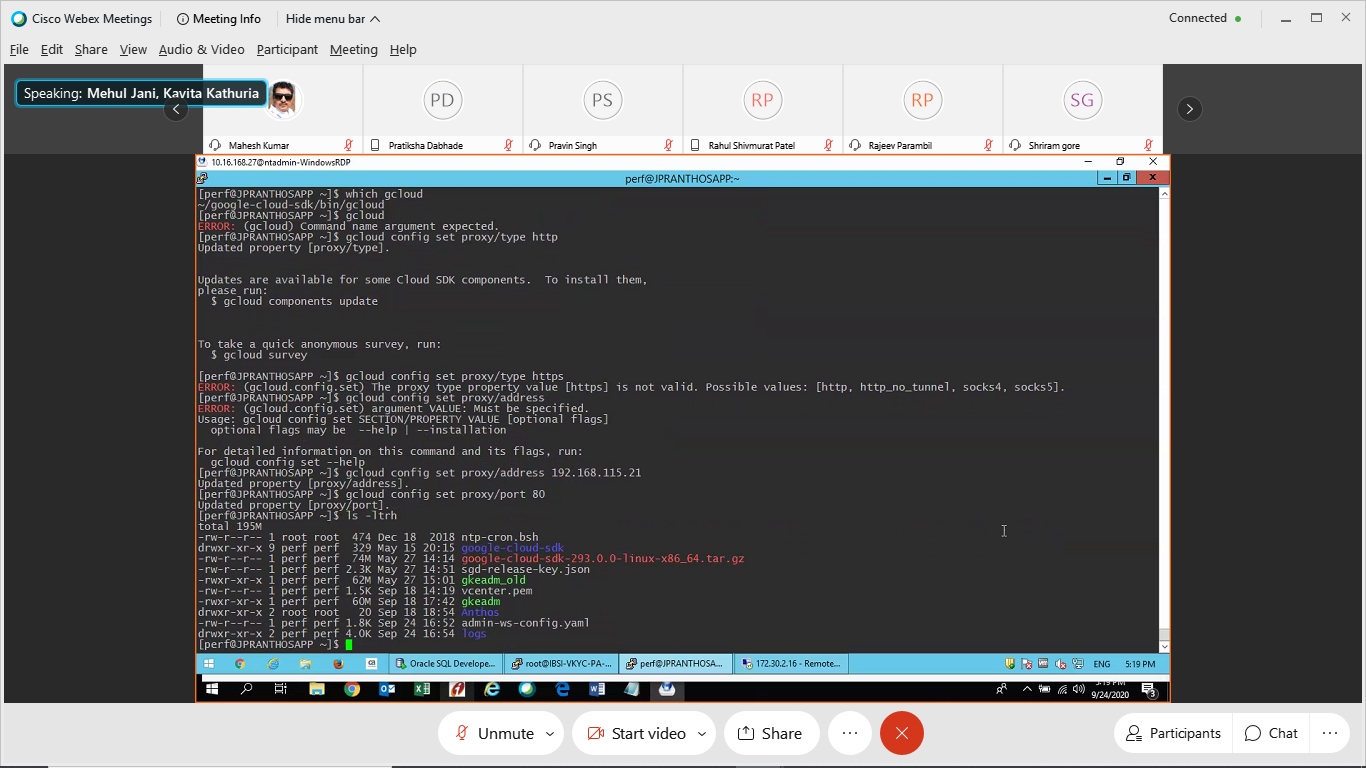 Cisco Webex Meetings
Meeting Info
Hide menu bar
Connected
File Edit Share View Audio & Video Participant Meeting Help
Speaking: Mehul Jani, Kavita Kathuria
PD
PS
RP
RP
SG
Mahesh Kumar
Pratiksha Dabhade
Pravin Singh
Rahul Shivmurat Patel
Rajeev Parambil
Shriram gore
10.16.168.27@ntadmin-WindowsRDP
perf@JPRANTHOSAPP:~
[perf@JPRANTHOSAPP ~]$ which gcloud
~/google-cloud-sdk/bin/gcloud
[perf@JPRANTHOSAPP ~]$ gcloud
ERROR: (gcloud) Command name argument expected.
[perf@JPRANTHOSAPP ~]$ gcloud config set proxy/type http
Updated property [proxy/type].
Updates are available for some Cloud SDK components.  To install them,
please run:
  $ gcloud components update
To take a quick anonymous survey, run:
  $ gcloud survey
[perf@JPRANTHOSAPP ~]$ gcloud config set proxy/type https
ERROR: (gcloud.config.set) The proxy type property value [https] is not valid. Possible values: [http, http_no_tunnel, socks4, socks5].
[perf@JPRANTHOSAPP ~]$ gcloud config set proxy/address
ERROR: (gcloud.config.set) argument VALUE: Must be specified.
Usage: gcloud config set SECTION/PROPERTY VALUE [optional flags]
  optional flags may be  --help | --installation
For detailed information on this command and its flags, run:
  gcloud config set --help
[perf@JPRANTHOSAPP ~]$ gcloud config set proxy/address 192.168.115.21
Updated property [proxy/address].
[perf@JPRANTHOSAPP ~]$ gcloud config set proxy/port 80
Updated property [proxy/port].
[perf@JPRANTHOSAPP ~]$ ls -ltrh
total 195M
-rw-r--r-- 1 root root  474 Dec 18  2018 ntp-cron.bsh
drwxr-xr-x 9 perf perf  329 May 15 20:15 google-cloud-sdk
-rw-r--r-- 1 perf perf  74M May 27 14:14 google-cloud-sdk-293.0.0-linux-x86_64.tar.gz
-rw-r--r-- 1 perf perf 2.3K May 27 14:51 sgd-release-key.json
-rwxr-xr-x 1 perf perf  62M May 27 15:01 gkeadm_old
-rw-r--r-- 1 perf perf 1.5K Sep 18 14:19 vcenter.pem
-rwxr-xr-x 1 perf perf  60M Sep 18 17:42 gkeadm
drwxr-xr-x 2 root root   20 Sep 18 18:54 Anthos
-rw-r--r-- 1 perf perf 1.8K Sep 24 16:52 admin-ws-config.yaml
drwxr-xr-x 2 perf perf 4.0K Sep 24 16:54 logs
[perf@JPRANTHOSAPP ~]$
Oracle SQL Develope...
root@IBSI-VKYC-PA-...
perf@JPRANTHOSA...
172.30.2.16 - Remote...
ENG 5:19 PM
5:19 PM
9/24/2020
3
Unmute
Start video
Share
Participants
Chat